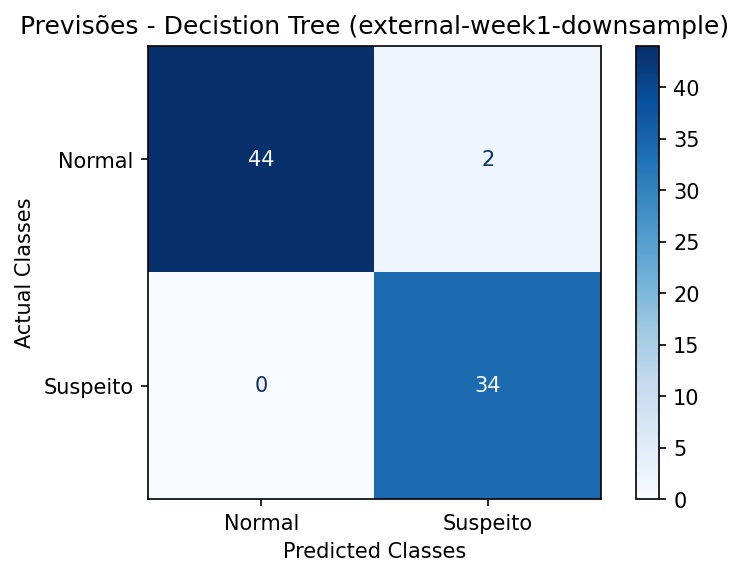 Previsões - Decistion Tree (external-week1-downsample)
Actual Classes
Normal
44
2
Suspeito
0
34
Normal
Suspeito
Predicted Classes
40
35
30
25
20
15
10
5
0